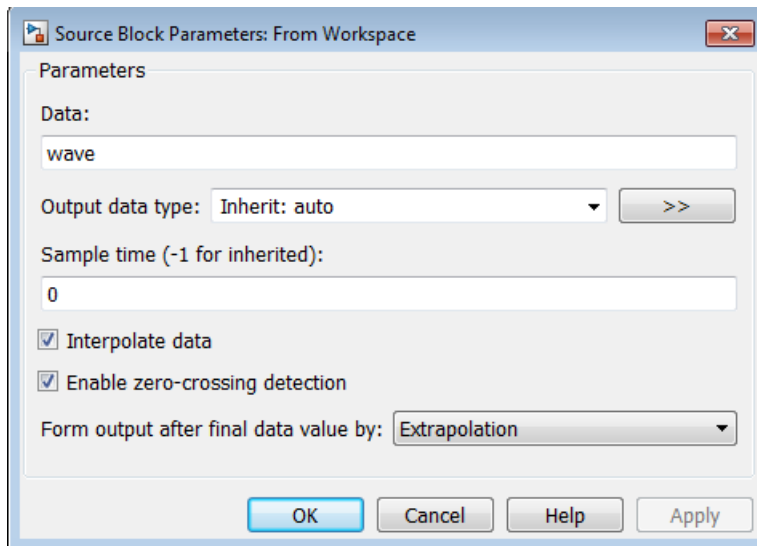 Source Block Parameters: From Workspace
Parameters
Data:
wave
Output data type: Inherit: auto >>
Sample time (-1 for inherited):
0
Interpolate data
Enable zero-crossing detection
Form output after final data value by: Extrapolation
OK Cancel Help Apply